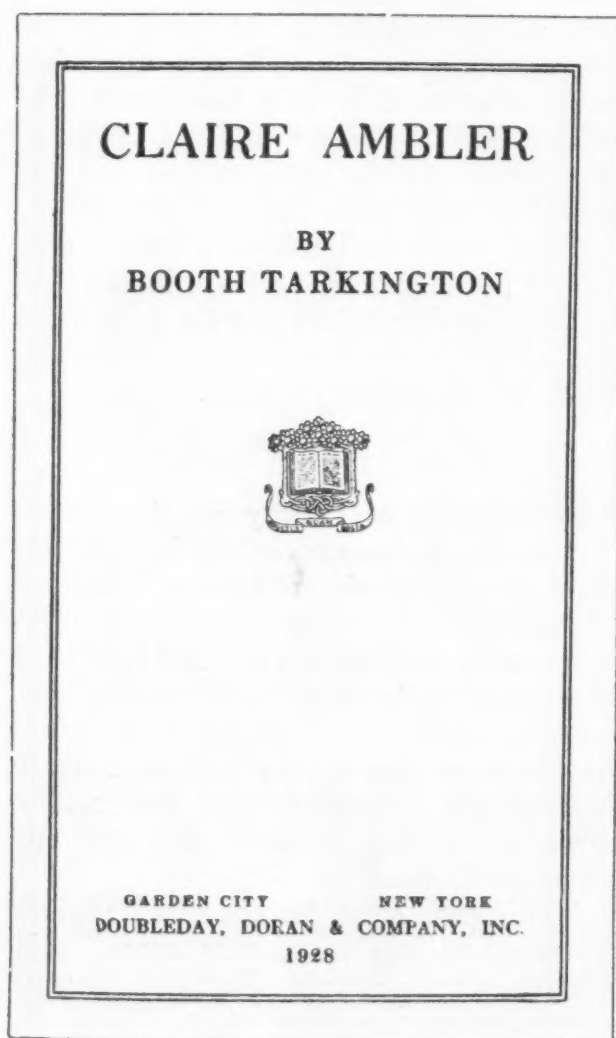 CLAIRE AMBLER
BY
BOOTH TARKINGTON
GARDEN CITY NEW YORK
DOUBLEDAY, DORAN & COMPANY, INC.
1928